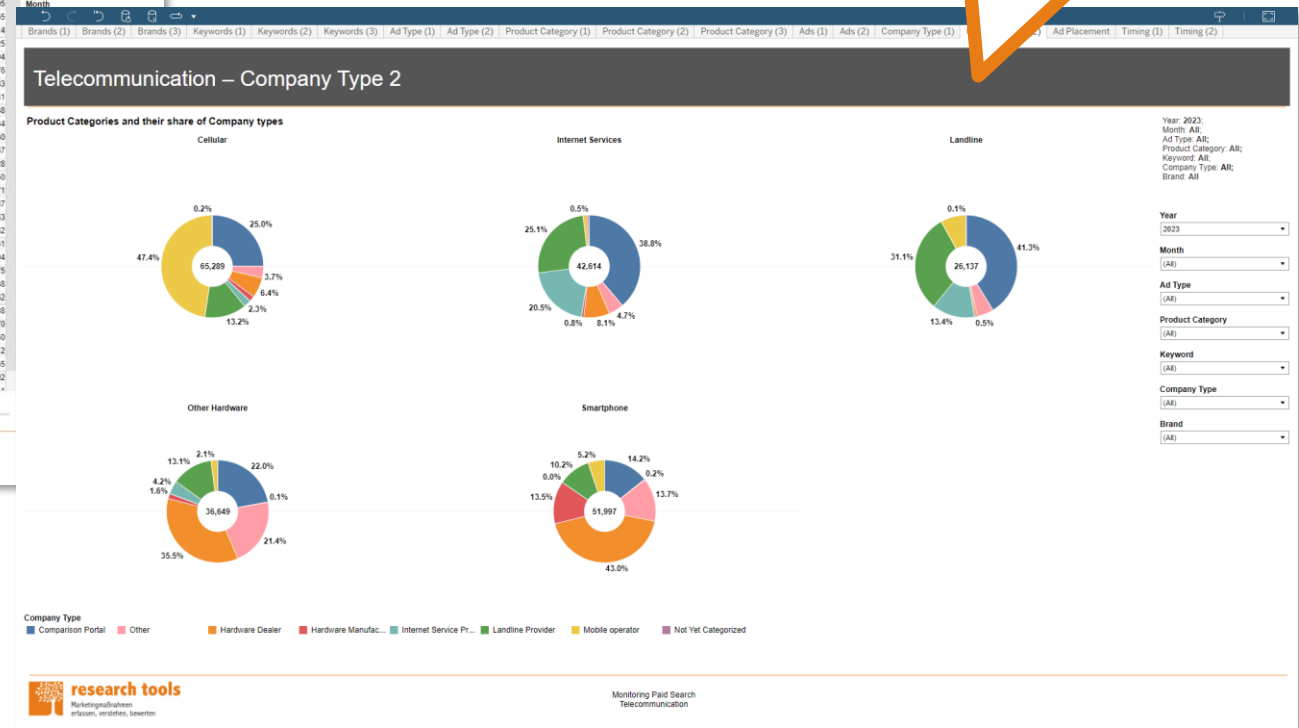 Month
Brands (1) Brands (2) Brands (3) Keywords (1) Keywords (2) Keywords (3) Ad Type (1) Ad Type (2) Product Category (1) Product Category (2) Product Category (3) Ads (1) Ads (2) Company Type (1) Ad Placement Timing (1) Timing (2)
Telecommunication – Company Type 2
Product Categories and their share of Company types
Year: 2023;
Month: All;
Ad Type: All;
Product Category: All;
Keyword: All;
Company Type: All;
Brand: All
Cellular
0.2%
25.0%
47.4%
65,289
3.7%
6.4%
2.3%
13.2%
Internet Services
0.5%
25.1%
38.8%
42,614
20.5%
4.7%
0.8%
8.1%
Landline
0.1%
41.3%
31.1%
26,137
13.4%
0.5%
Year
2023
Month
(All)
Ad Type
(All)
Product Category
(All)
Keyword
(All)
Company Type
(All)
Brand
(All)
Other Hardware
2.1%
13.1%
22.0%
4.2%
1.6%
0.1%
36,649
21.4%
35.5%
Smartphone
5.2%
14.2%
10.2%
0.2%
0.0%
13.7%
13.5%
51,997
43.0%
Company Type
Comparison Portal Other Hardware Dealer Hardware Manufac... Internet Service Pr... Landline Provider Mobile operator Not Yet Categorized
research tools
Marketingmaßnahmen
erfassen, verstehen, bewerten
Monitoring Paid Search
Telecommunication